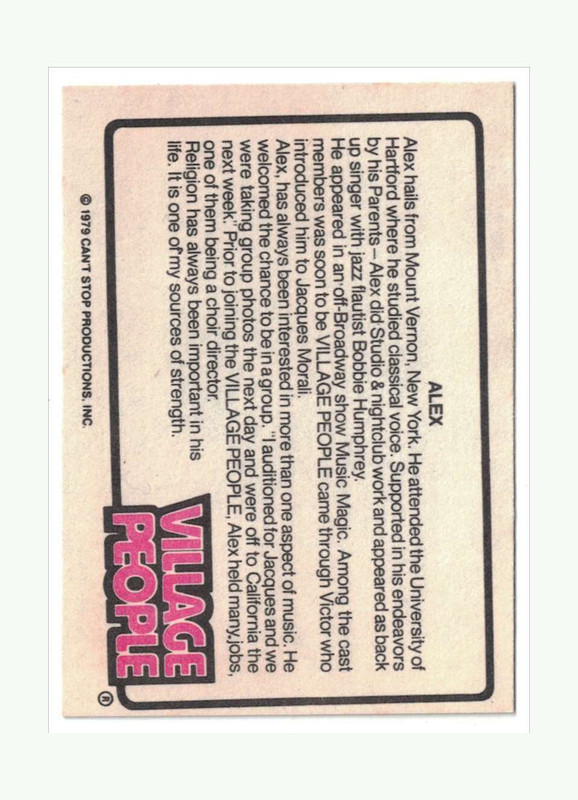 ALEX
Alex hails from Mount Vernon, New York. He attended the University of
Hartford where he studied classical voice. Supported in his endeavors
by his Parents – Alex did Studio & nightclub work and appeared as back
up singer with jazz flautist Bobbie Humphrey.
He appeared in an off-Broadway show Music Magic. Among the cast
members was soon to be VILLAGE PEOPLE came through Victor who
introduced him to Jacques Morali.
Alex, has always been interested in more than one aspect of music. He
welcomed the chance to be in a group. "I auditioned for Jacques and we
were taking group photos the next day and were off to California the
next week." Prior to joining the VILLAGE PEOPLE, Alex held many jobs,
one of them being a choir director.
Religion has always been important in his
life. It is one of my sources of strength.
VILLAGE
PEOPLE
®
© 1979 CAN'T STOP PRODUCTIONS, INC.